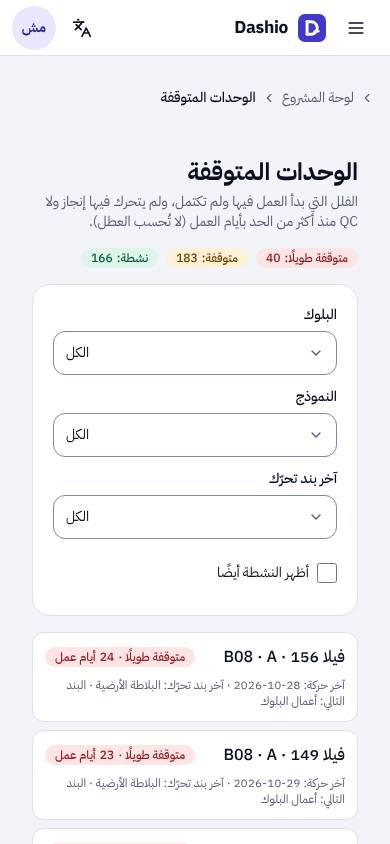 Dashio
مش
لوحة المشروع
الوحدات المتوقفة
الوحدات المتوقفة
الفلل التي بدأ العمل فيها ولم تكتمل، ولم يتحرك فيها إنجاز ولا
QC منذ أكثر من الحد بأيام العمل (لا تُحسب العطل).
متوقفة طويلًا: 40
متوقفة: 183
نشطة: 166
البلوك
الكل
النموذج
الكل
آخر بند تحرّك
الكل
أظهر النشطة أيضًا
فيلا 156 · B08 · A
متوقفة طويلًا · 24 أيام عمل
آخر حركة: 28-10-2026 · آخر بند تحرّك: البلاطة الأرضية · البند
التالي: أعمال البلوك
فيلا 149 · B08 · A
متوقفة طويلًا · 23 أيام عمل
آخر حركة: 29-10-2026 · آخر بند تحرّك: البلاطة الأرضية · البند
التالي: أعمال البلوك